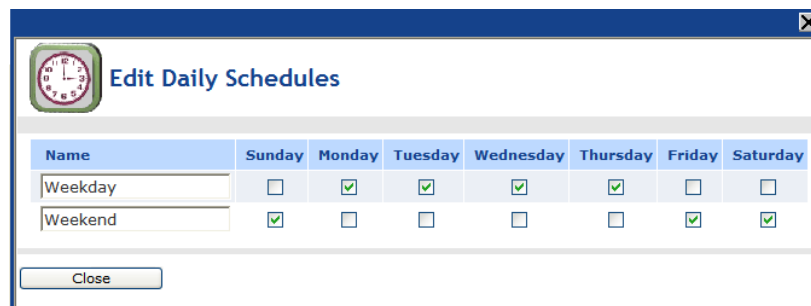 Edit Daily Schedules
Name Sunday Monday Tuesday Wednesday Thursday Friday Saturday
Weekday
Weekend
Close